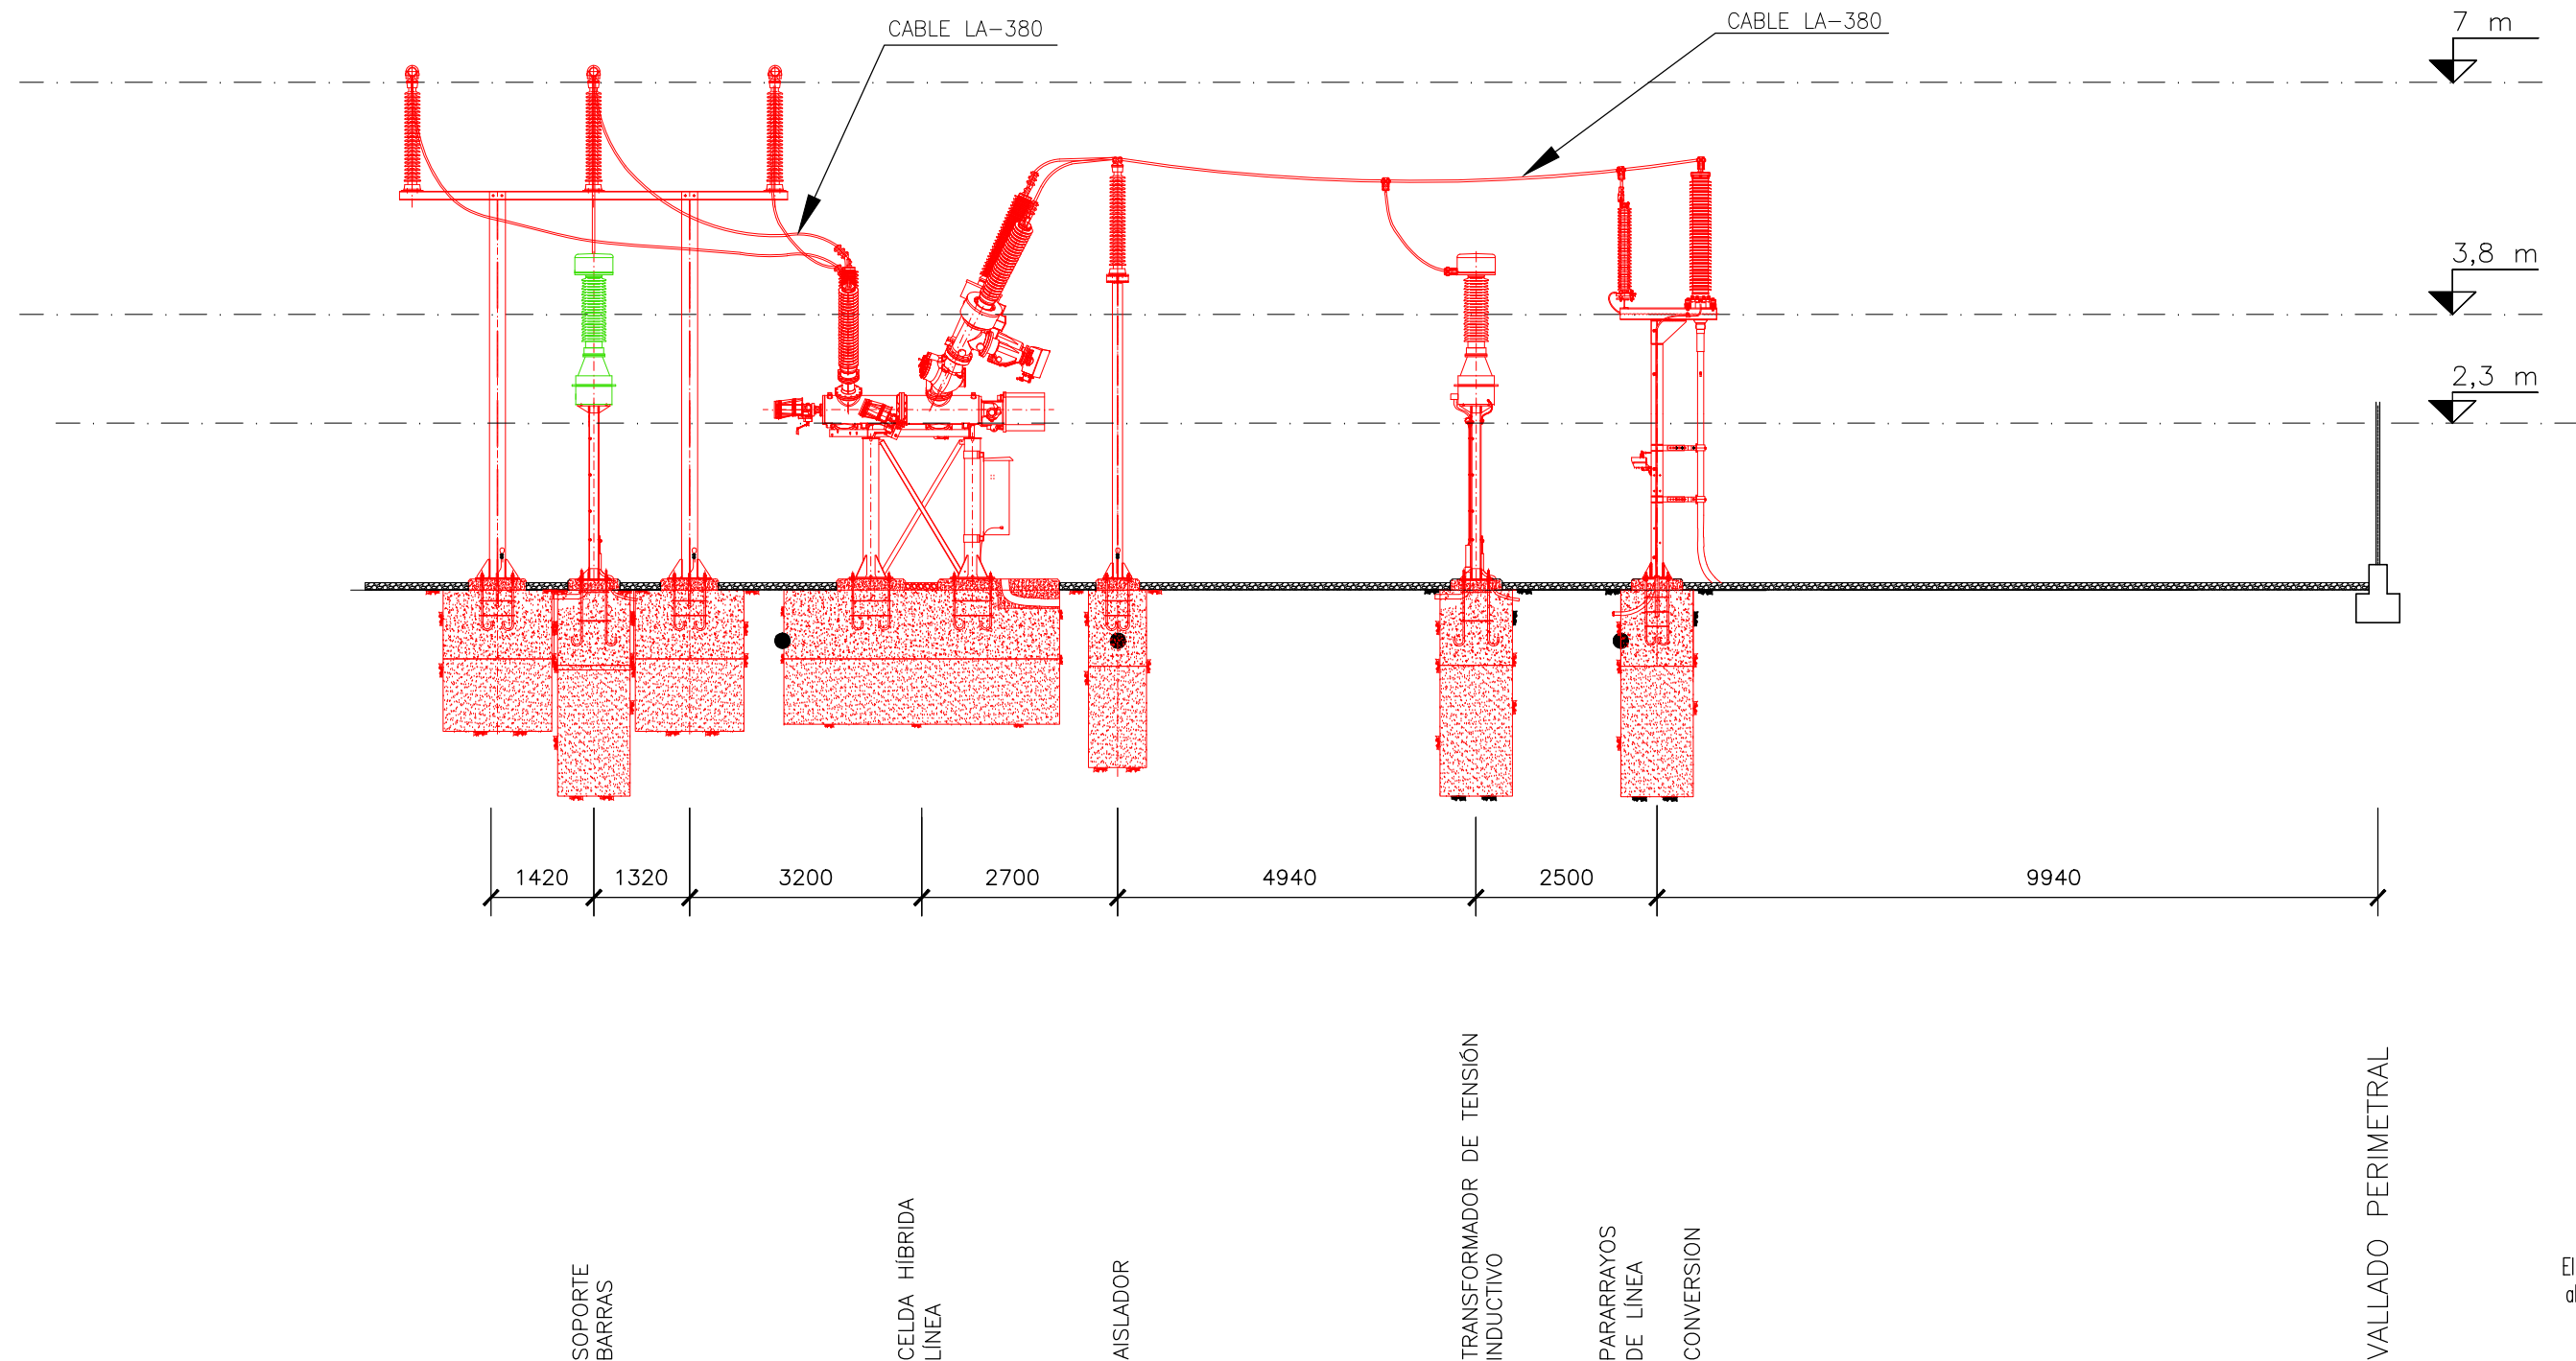 CABLE LA-380
CABLE LA-380
7 m
3,8 m
2,3 m
1420
1320
3200
2700
4940
2500
9940
SOPORTE
BARRAS
CELDA HÍBRIDA
LÍNEA
AISLADOR
TRANSFORMADOR DE TENSIÓN
INDUCTIVO
PARARRAYOS
DE LÍNEA
CONVERSION
VALLADO PERIMETRAL
El